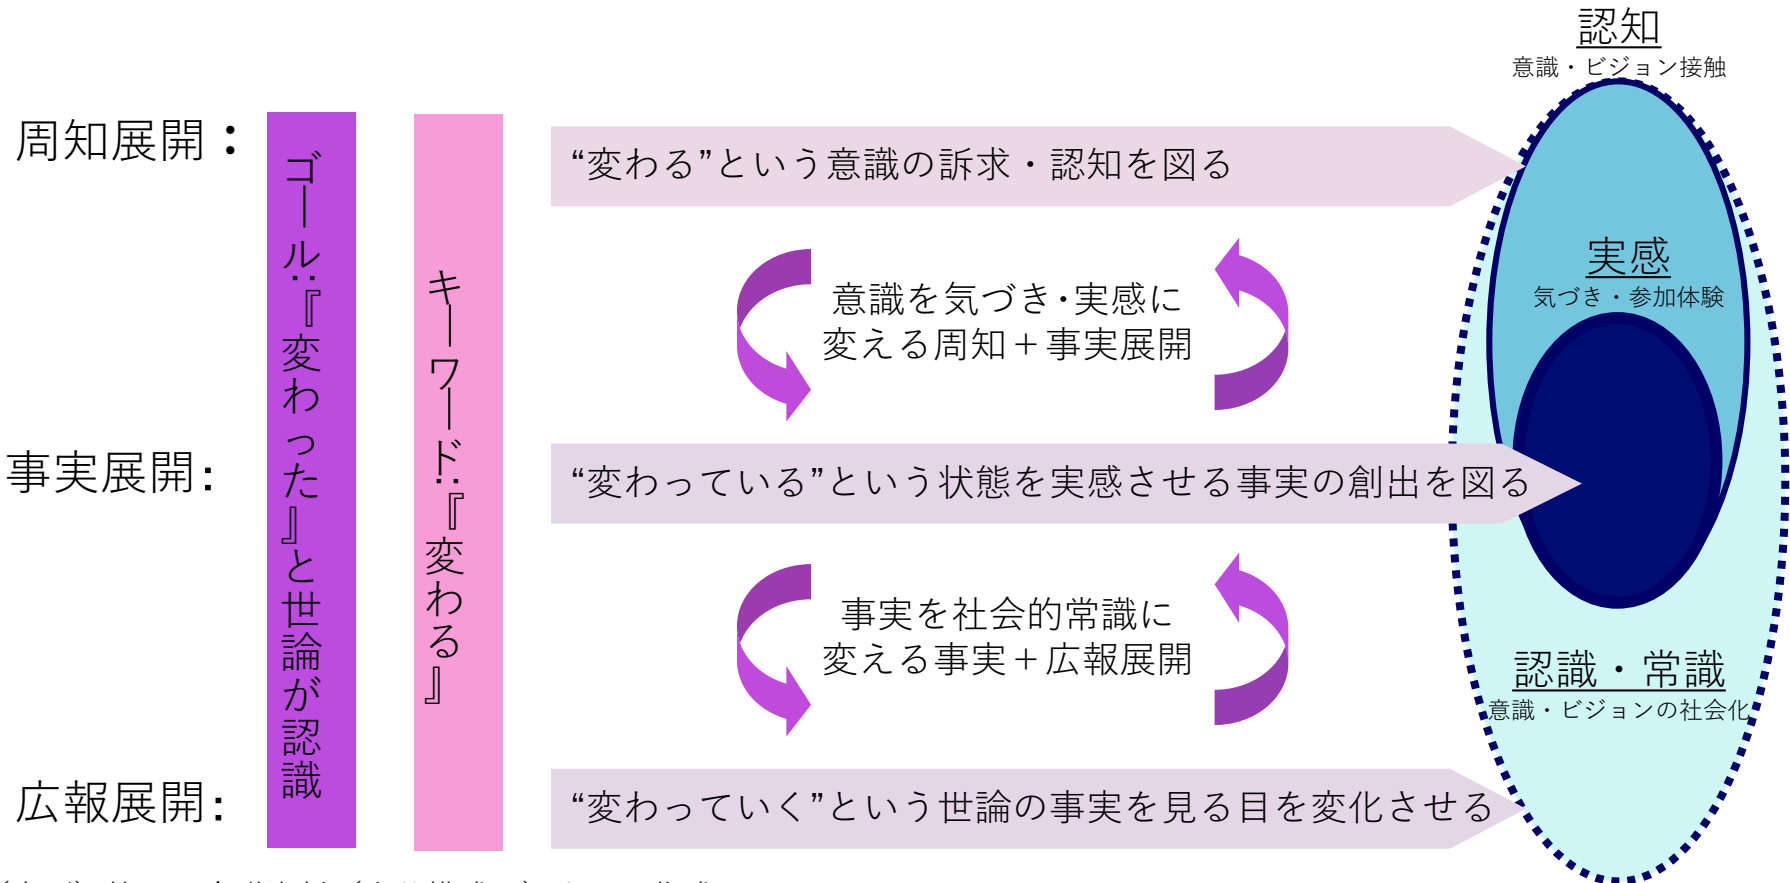 認知
意識・ビジョン接触
周知展開：
ゴール：『変わった』と世論が認識
キーワード：『変わる』
“変わる”という意識の訴求・認知を図る
実感
気づき・参加体験
意識を気づき・実感に
変える周知＋事実展開
事実展開：
“変わっている”という状態を実感させる事実の創出を図る
事実を社会的常識に
変える事実＋広報展開
認識・常識
意識・ビジョンの社会化
広報展開：
“変わっていく”という世論の事実を見る目を変化させる